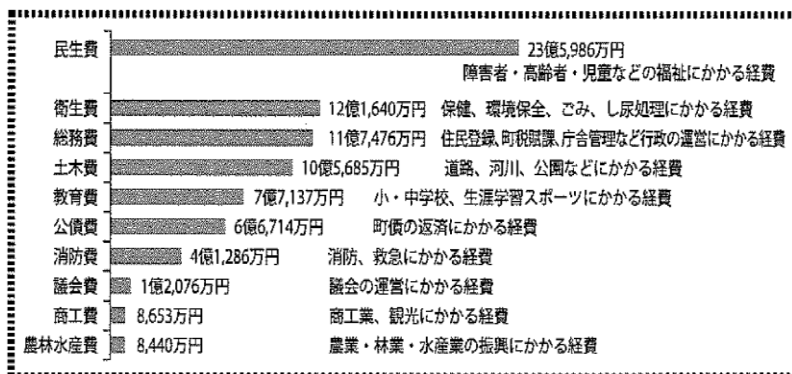 民生費 23億5,986万円
障害者・高齢者・児童などの福祉にかかる経費
衛生費 12億1,640万円 保健、環境保全、ごみ、し尿処理にかかる経費
総務費 11億7,476万円 住民登録、町税賦課、庁舎管理など行政の運営にかかる経費
土木費 10億5,685万円 道路、河川、公園などにかかる経費
教育費 7億7,137万円 小・中学校、生涯学習スポーツにかかる経費
公債費 6億6,714万円 町債の返済にかかる経費
消防費 4億1,286万円 消防、救急にかかる経費
議会費 1億2,076万円 議会の運営にかかる経費
商工費 8,653万円 商工業、観光にかかる経費
農林水産費 8,440万円 農業・林業・水産業の振興にかかる経費